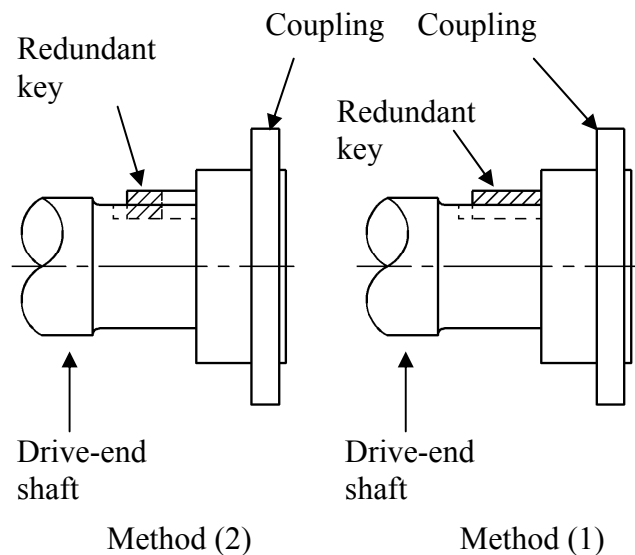 Redundant
key
Coupling
Coupling
Redundant
key
Drive-end
shaft
Drive-end
shaft
Method (2)
Method (1)